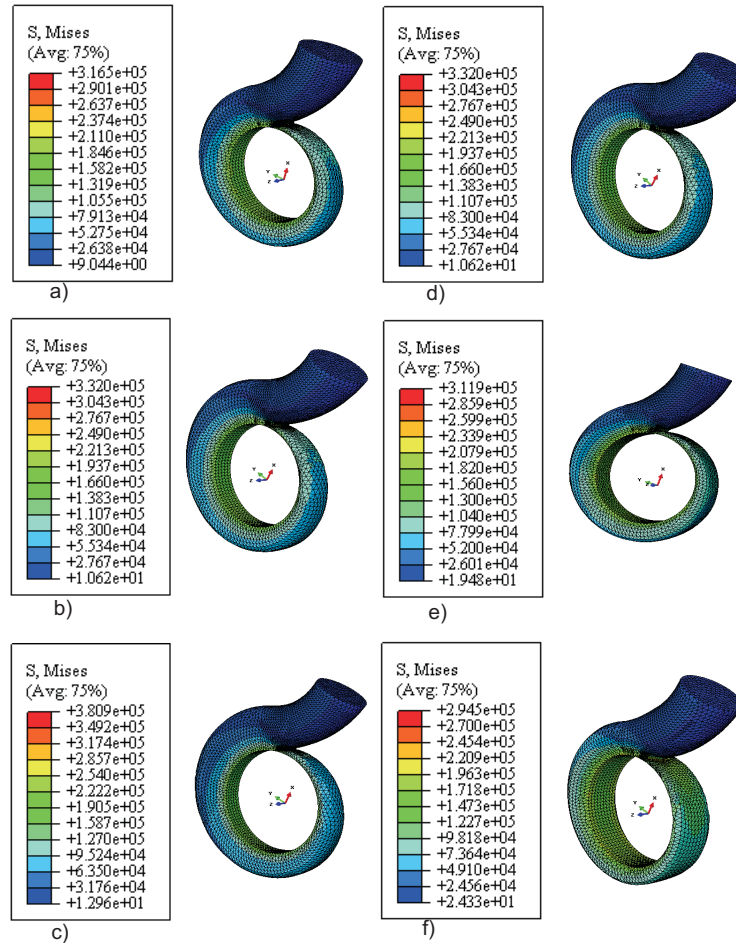 S, Mises
(Avg: 75%)
+3.165e+05
+2.901e+05
+2.637e+05
+2.374e+05
+2.110e+05
+1.846e+05
+1.582e+05
+1.319e+05
+1.055e+05
+7.913e+04
+5.275e+04
+2.638e+04
+9.044e+00
X
Y
Z
a)
S, Mises
(Avg: 75%)
+3.320e+05
+3.043e+05
+2.767e+05
+2.490e+05
+2.213e+05
+1.937e+05
+1.660e+05
+1.383e+05
+1.107e+05
+8.300e+04
+5.534e+04
+2.767e+04
+1.062e+01
X
Y
Z
d)
S, Mises
(Avg: 75%)
+3.320e+05
+3.043e+05
+2.767e+05
+2.490e+05
+2.213e+05
+1.937e+05
+1.660e+05
+1.383e+05
+1.107e+05
+8.300e+04
+5.534e+04
+2.767e+04
+1.062e+01
X
Y
Z
b)
S, Mises
(Avg: 75%)
+3.119e+05
+2.859e+05
+2.599e+05
+2.339e+05
+2.079e+05
+1.820e+05
+1.560e+05
+1.300e+05
+1.040e+05
+7.799e+04
+5.200e+04
+2.601e+04
+1.948e+01
X
Y
Z
e)
S, Mises
(Avg: 75%)
+3.809e+05
+3.492e+05
+3.174e+05
+2.857e+05
+2.540e+05
+2.222e+05
+1.905e+05
+1.587e+05
+1.270e+05
+9.524e+04
+6.350e+04
+3.176e+04
+1.296e+01
X
Y
Z
c)
S, Mises
(Avg: 75%)
+2.945e+05
+2.700e+05
+2.454e+05
+2.209e+05
+1.963e+05
+1.718e+05
+1.473e+05
+1.227e+05
+9.818e+04
+7.364e+04
+4.910e+04
+2.456e+04
+2.433e+01
X
Y
Z
f)